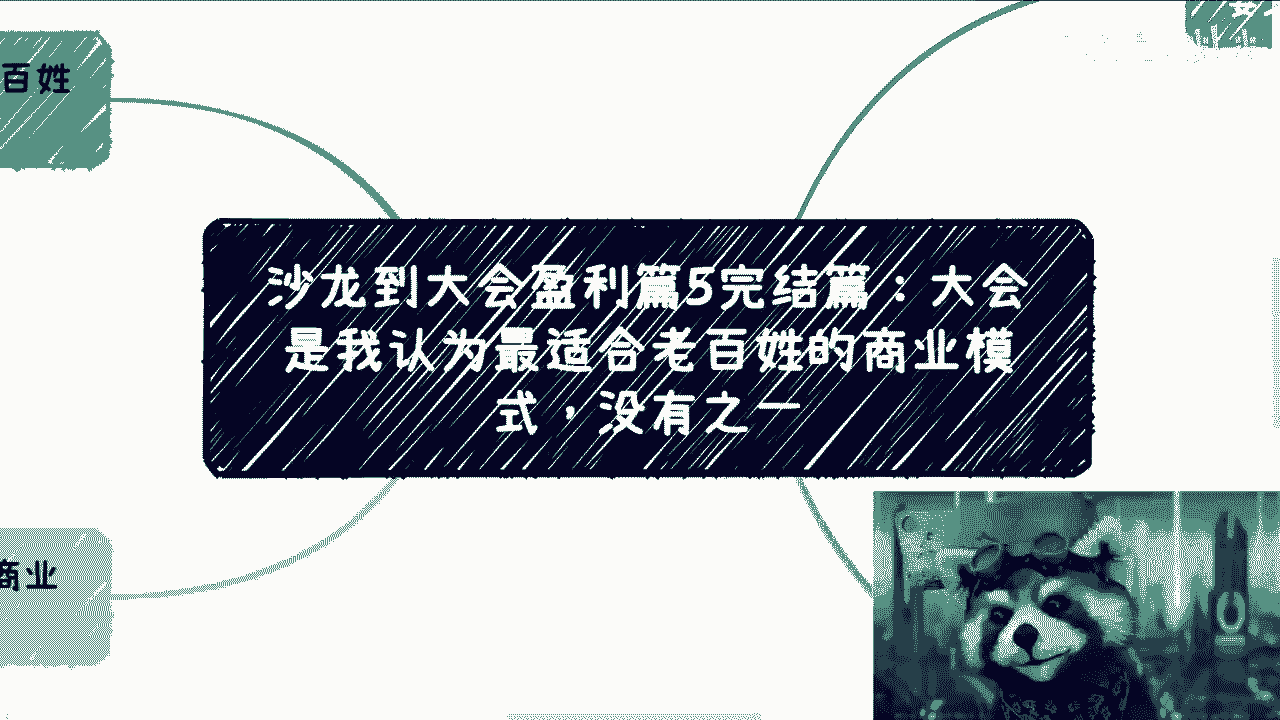 百姓
沙龙到大会盈利篇5完结篇：大会
是我认为最适合老百姓的商业模
式，没有之一
商业